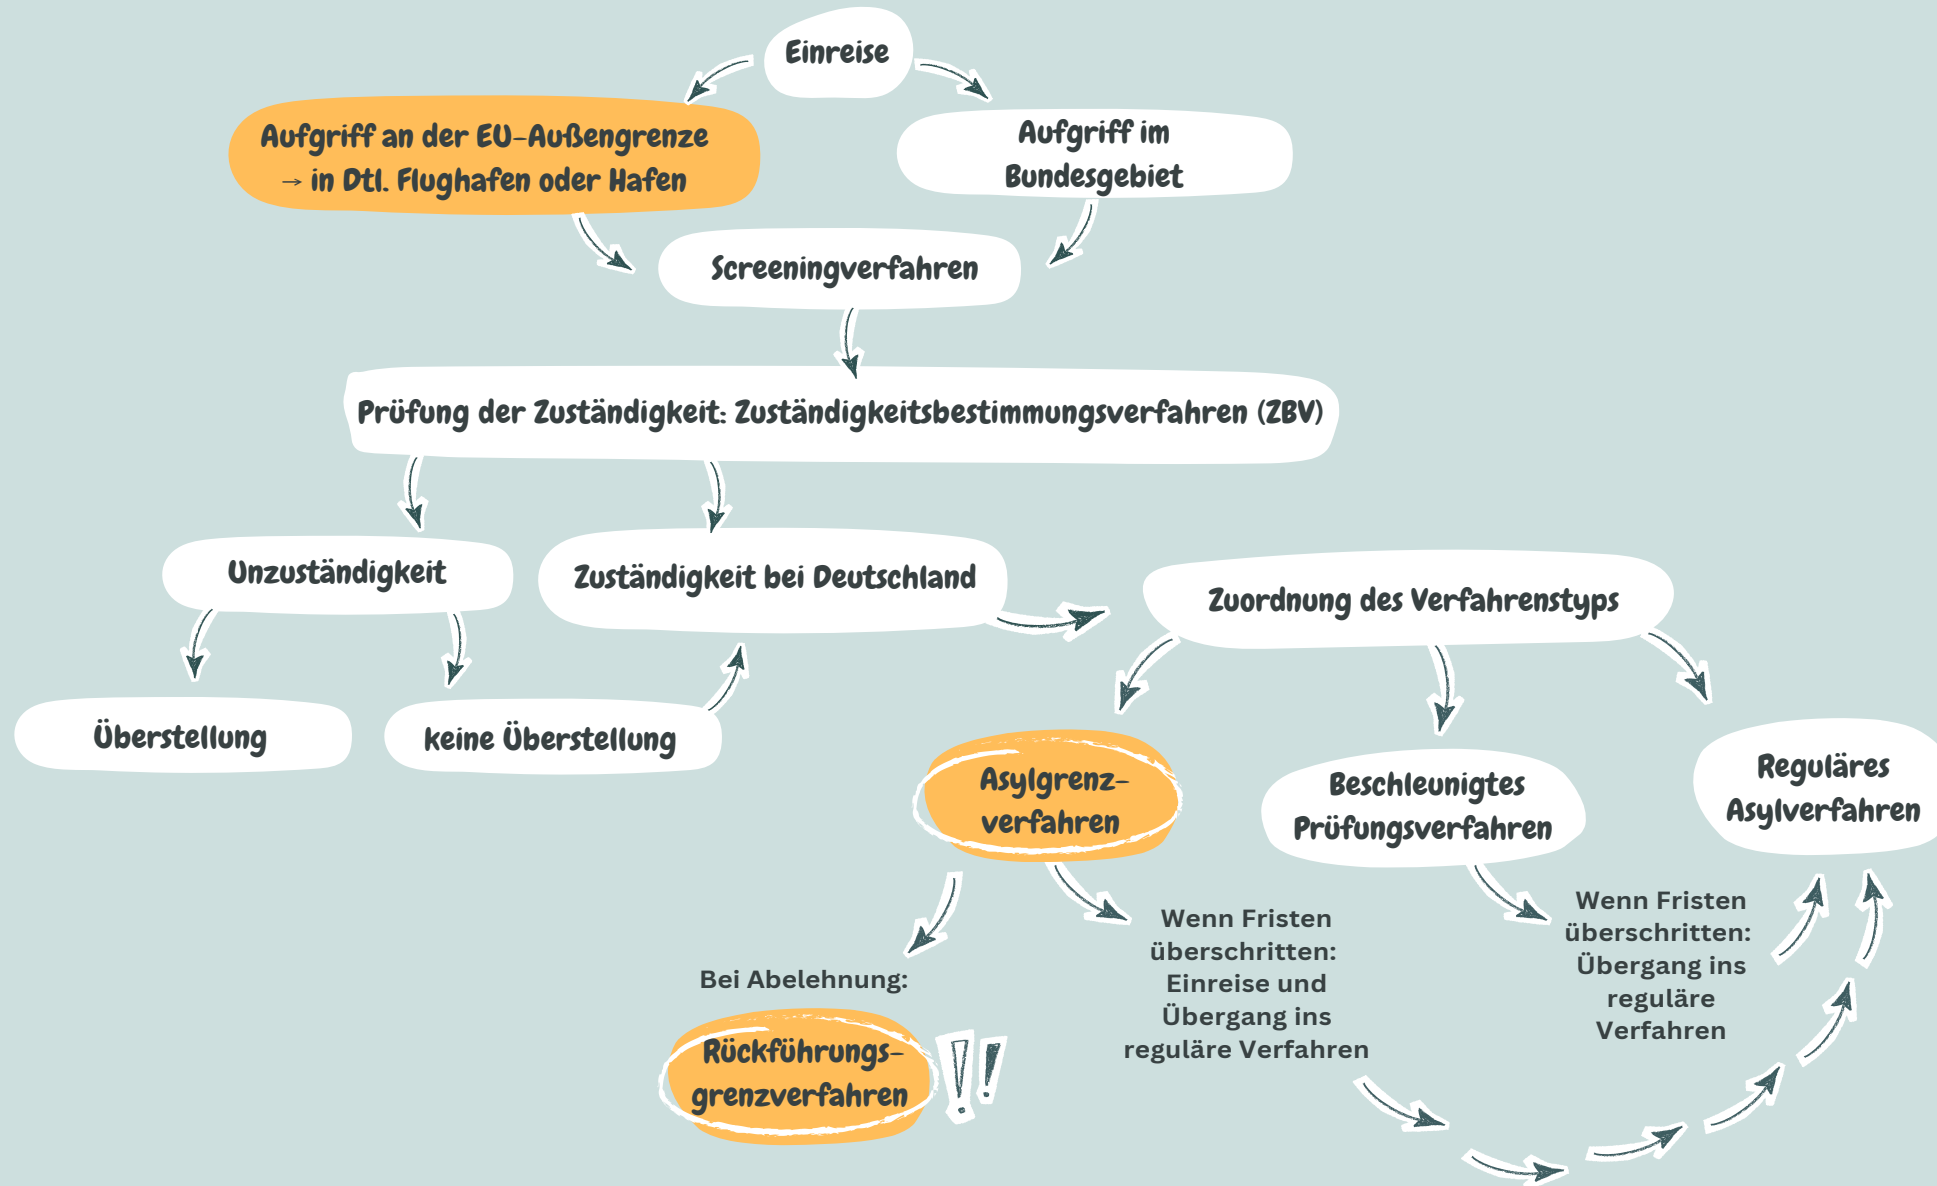 Einreise
Aufgriff an der EU-Außengrenze
→ in Dtl. Flughafen oder Hafen
Aufgriff im
Bundesgebiet
Screeningverfahren
Prüfung der Zuständigkeit: Zuständigkeitsbestimmungsverfahren (ZBV)
Unzuständigkeit
Zuständigkeit bei Deutschland
Zuordnung des Verfahrenstyps
Überstellung
keine Überstellung
Asylgrenz-
verfahren
Beschleunigtes
Prüfungsverfahren
Reguläres
Asylverfahren
Bei Abelehnung:
Rückführungs-
grenzverfahren
!!
Wenn Fristen
überschritten:
Einreise und
Übergang ins
reguläre Verfahren
Wenn Fristen
überschritten:
Übergang ins
reguläre
Verfahren